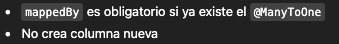 • mappedBy es obligatorio si ya existe el @ManyToOne
• No crea columna nueva